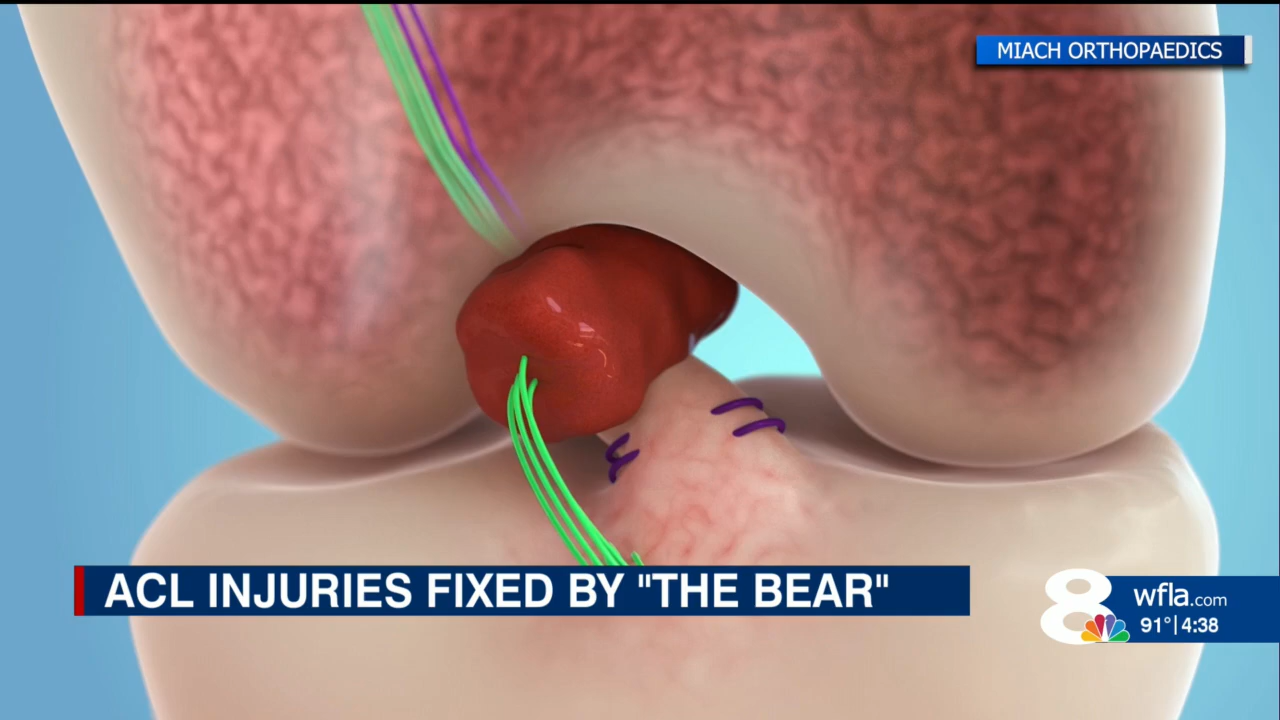 MIACH ORTHOPAEDICS
ACL INJURIES FIXED BY "THE BEAR"
8 wfla.com
91° | 4:38